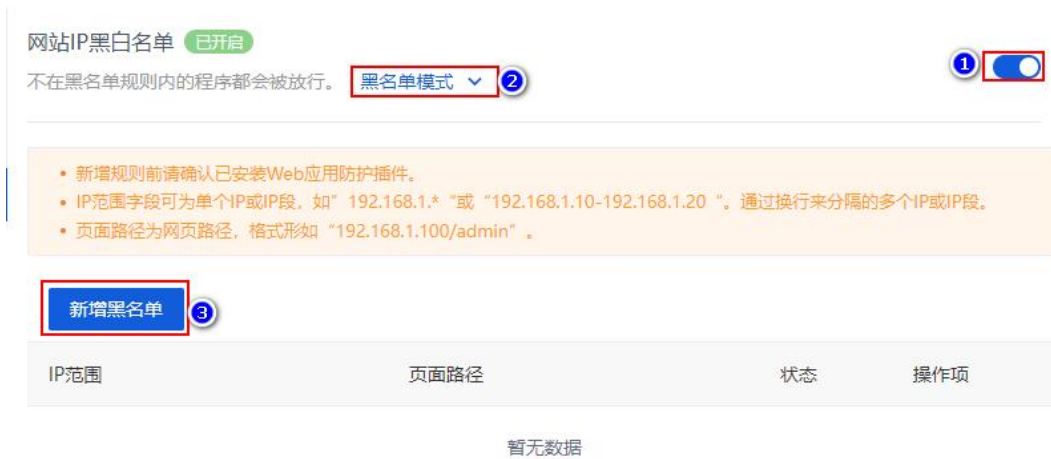 网站IP黑白名单 已开启
不在黑名单规则内的程序都会被放行。 黑名单模式 2 1
• 新增规则前请确认已安装Web应用防护插件。
• IP范围字段可为单个IP或IP段，如” 192.168.1.* “或“192.168.1.10-192.168.1.20 “。通过换行来分隔的多个IP或IP段。
• 页面路径为网页路径，格式形如“192.168.1.100/admin”。
新增黑名单 3
IP范围 页面路径 状态 操作项
暂无数据